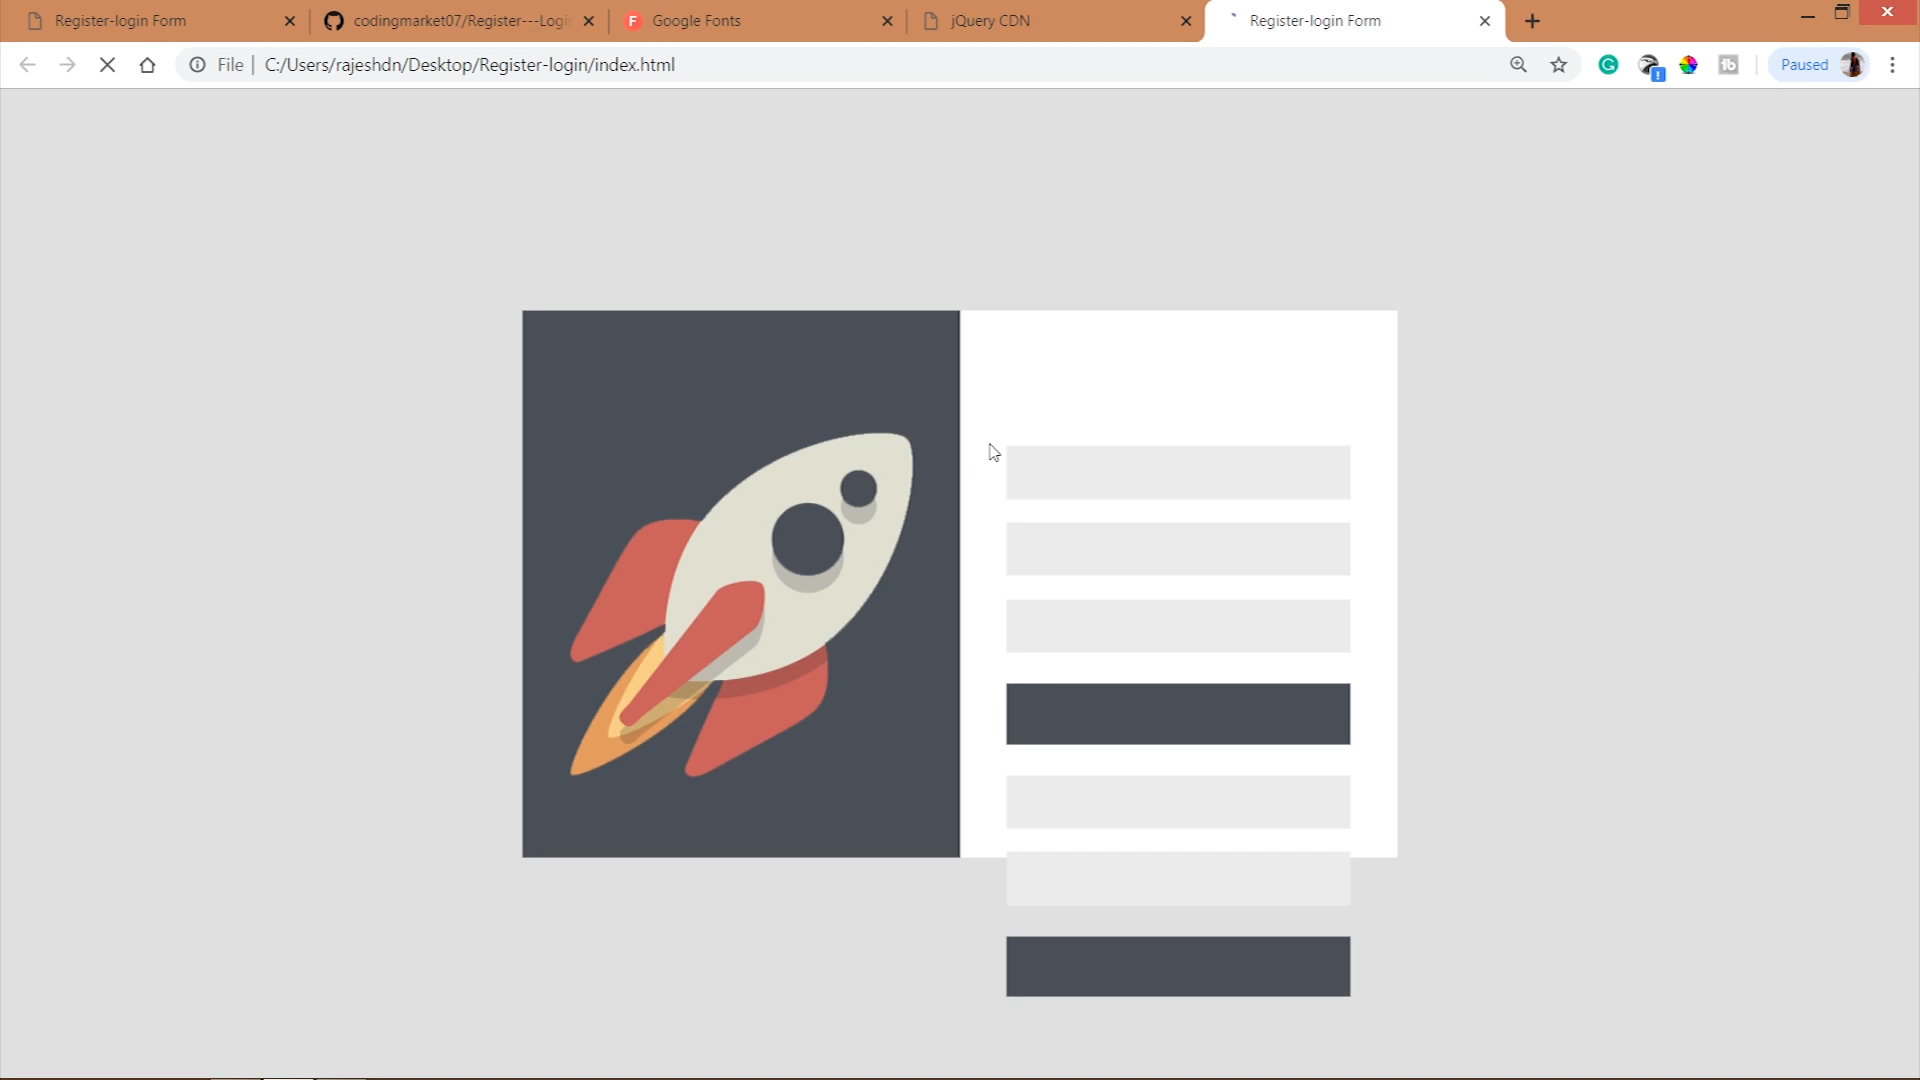 Register-login Form
codingmarket07/Register---Logi
Google Fonts
jQuery CDN
Register-login Form
File
C:/Users/rajeshdn/Desktop/Register-login/index.html
Paused